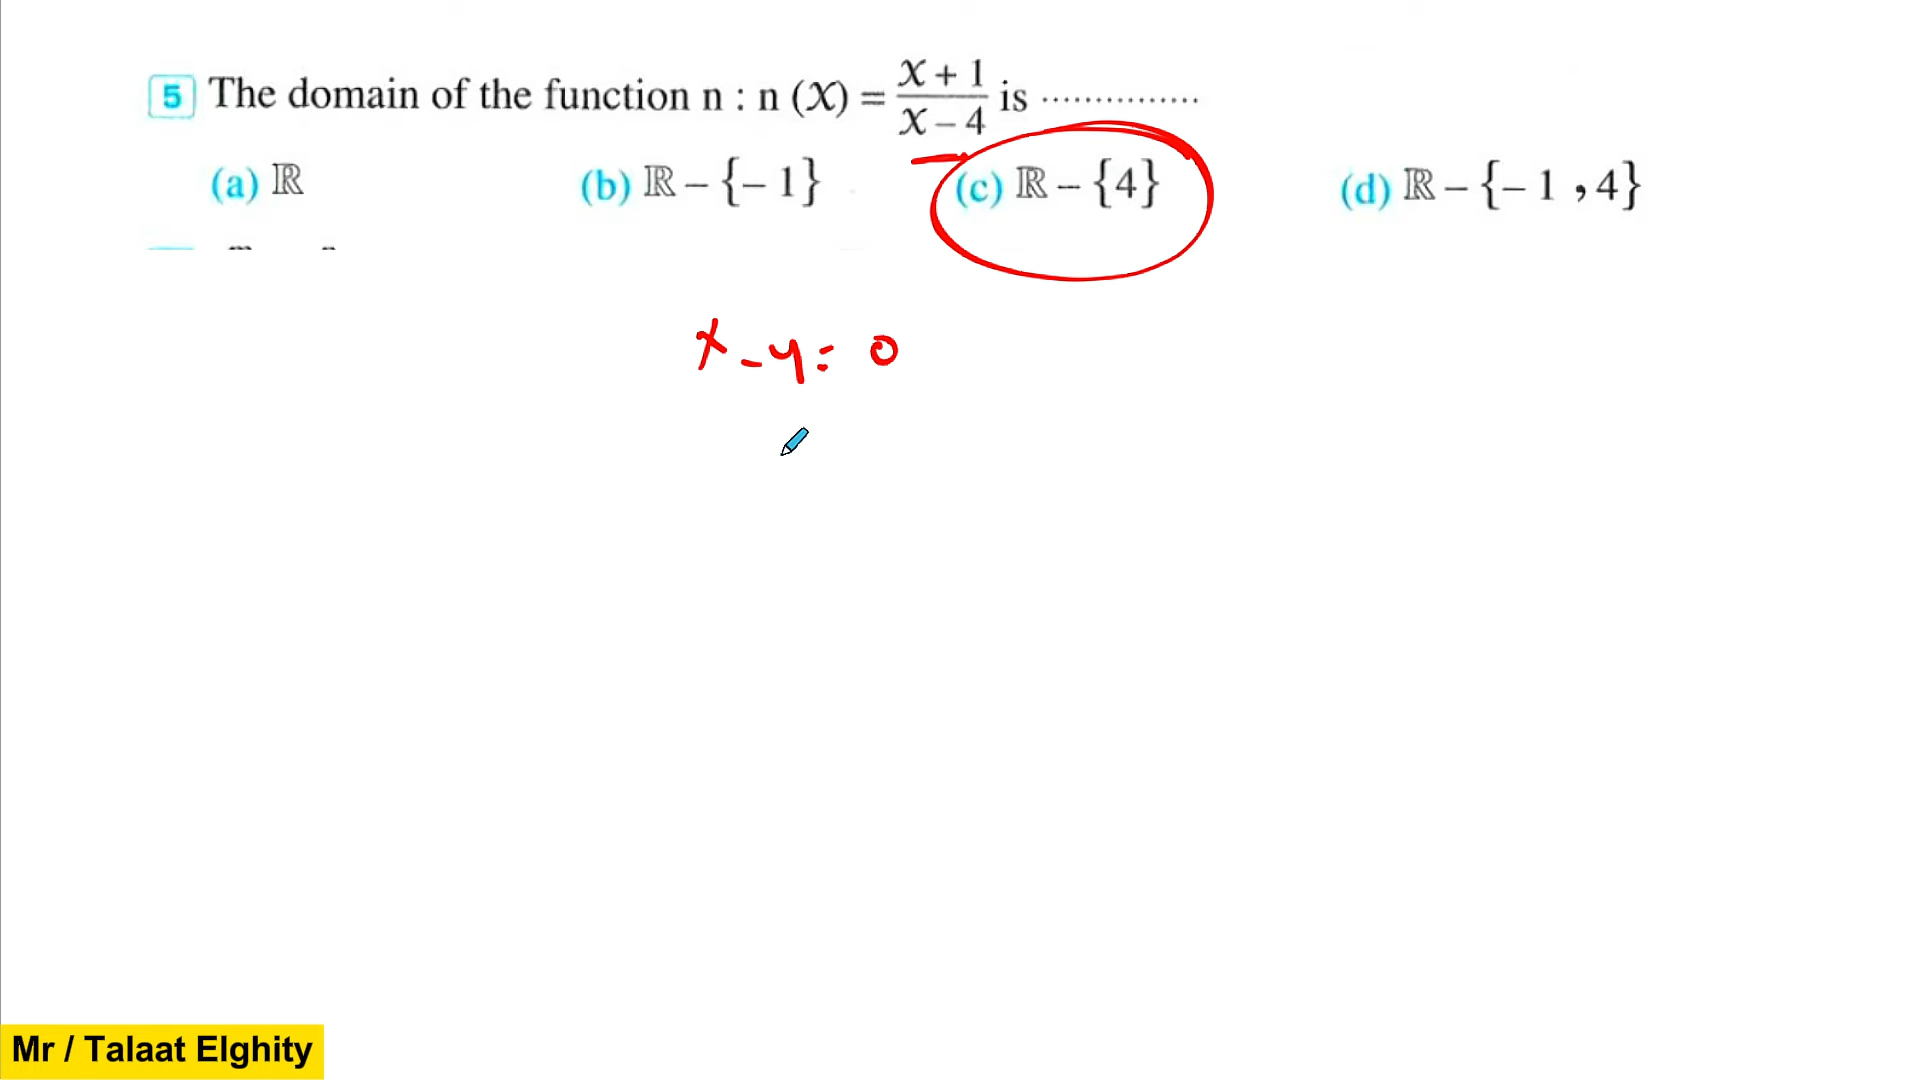 5 The domain of the function n : n (X) = X + 1 / X – 4 is ...............
(a) ℝ (b) ℝ – {– 1} (c) ℝ – {4} (d) ℝ – {– 1 , 4}
x - 4 = 0
Mr / Talaat Elghity